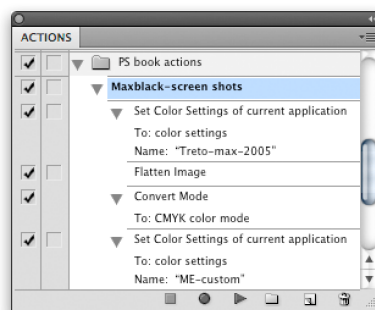 ACTIONS
PS book actions
Maxblack-screen shots
Set Color Settings of current application
To: color settings
Name: “Treto-max-2005”
Flatten Image
Convert Mode
To: CMYK color mode
Set Color Settings of current application
To: color settings
Name: “ME-custom”